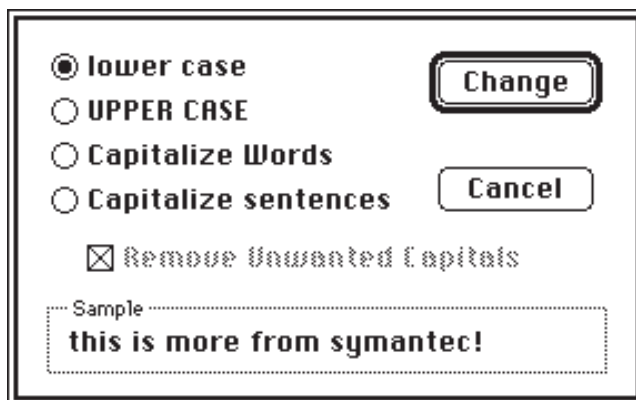 lower case
Change
UPPER CASE
Capitalize Words
Capitalize sentences
Cancel
Remove Unwanted Capitals
Sample
this is more from symantec!